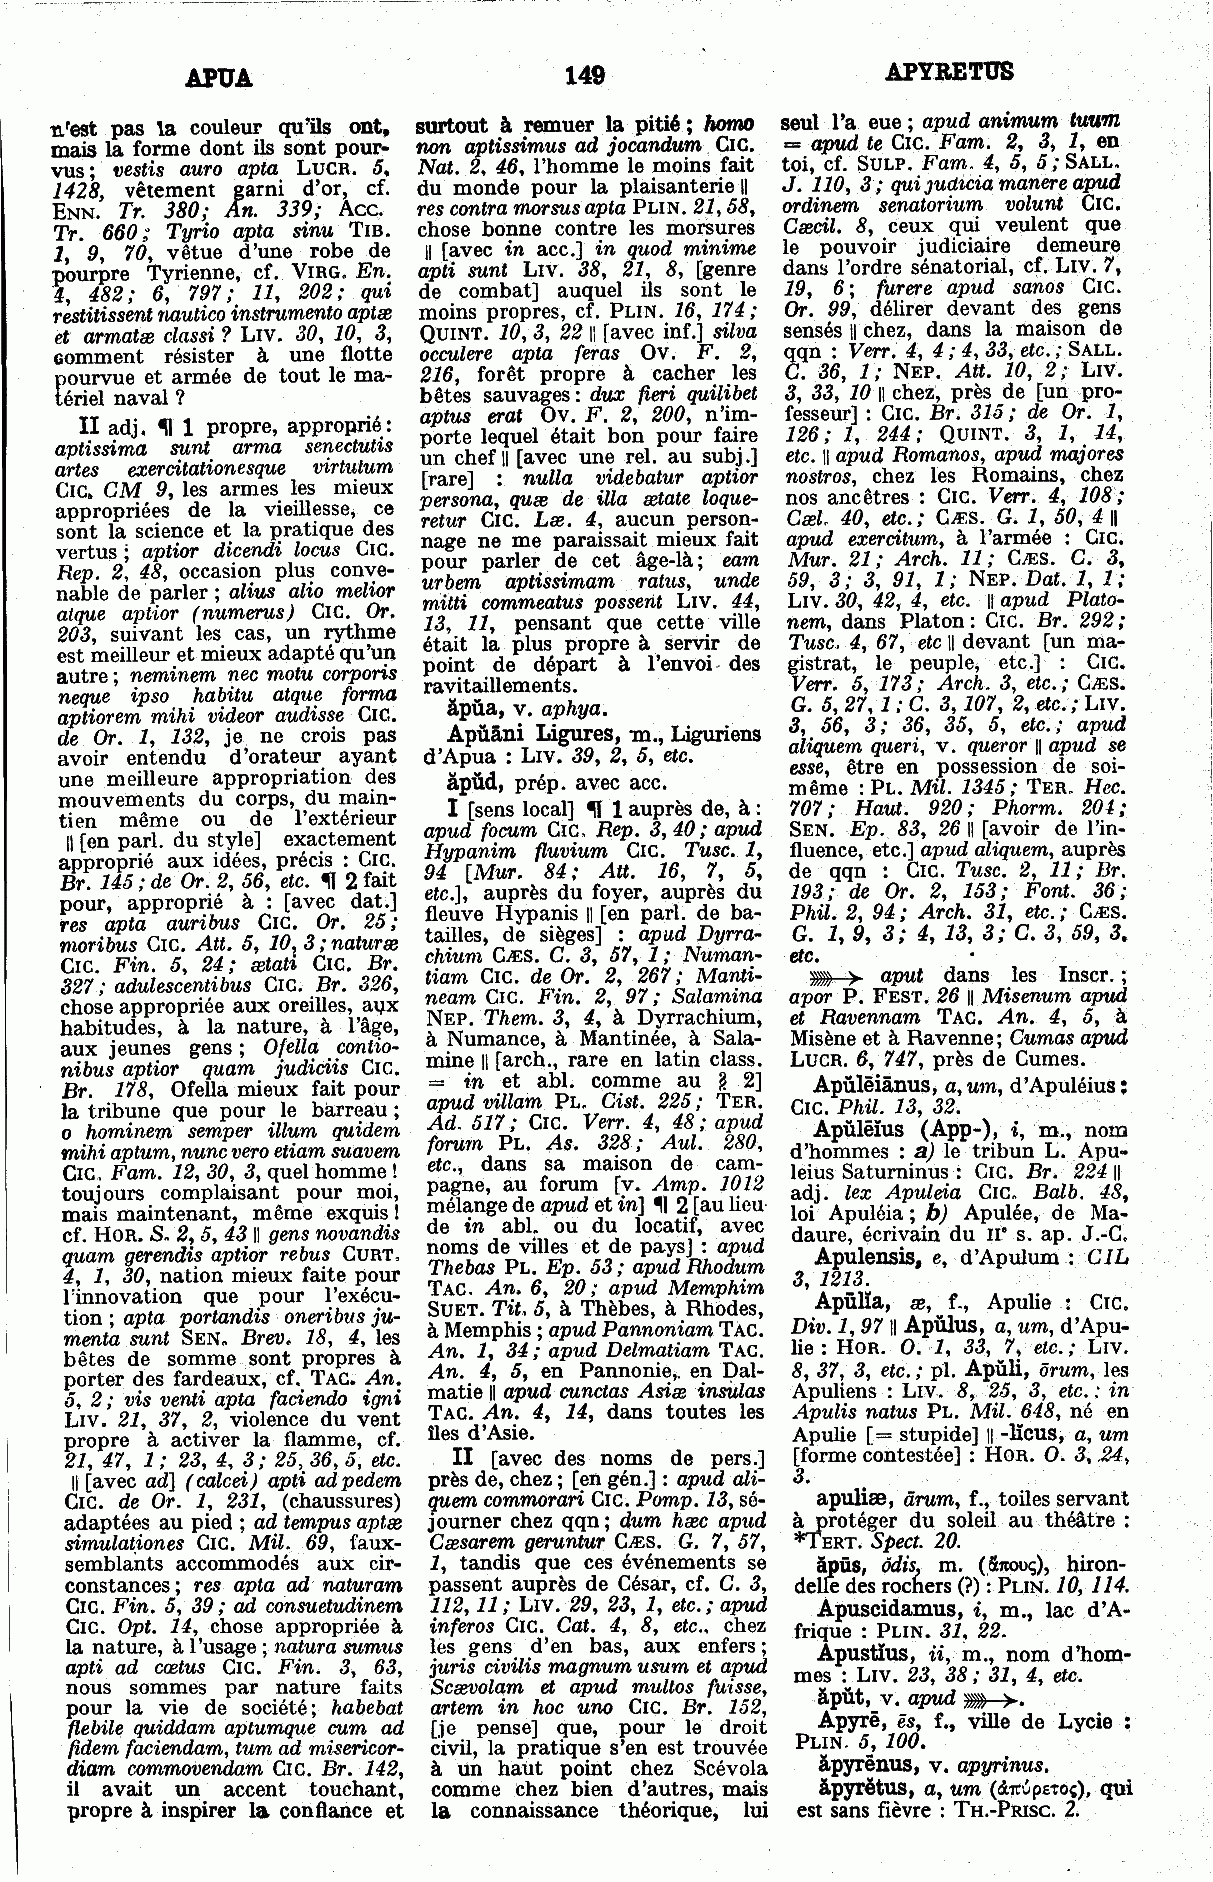 APUA
149
APYRETUS
n'est pas la couleur qu'ils ont,
mais la forme dont ils sont pour-
vus ; vestis auro apta LUCR. 5,
1428, vêtement garni d'or, cf.
ENN. Tr. 380 ; An. 339 ; ACC.
Tr. 660 ; Tyrio apta sinu TIB.
1, 9, 70, vêtue d'une robe de
pourpre Tyrienne, cf. VIRG. En.
4, 482 ; 6, 797 ; 11, 202 ; qui
restitissent nautico instrumento aptæ
et armatæ classi ? LIV. 30, 10, 3,
comment résister à une flotte
pourvue et armée de tout le ma-
tériel naval ?
II adj. ¶ 1 propre, approprié :
aptissima sunt arma senectutis
artes exercitationesque virtutum
CIC. CM 9, les armes les mieux
appropriées de la vieillesse, ce
sont la science et la pratique des
vertus ; aptior dicendi locus CIC.
Rep. 2, 48, occasion plus conve-
nable de parler ; alius alio melior
atque aptior (numerus) CIC. Or.
203, suivant les cas, un rythme
est meilleur et mieux adapté qu'un
autre ; neminem nec motu corporis
neque ipso habitu atque forma
aptiorem mihi videor audisse CIC.
de Or. 1, 132, je ne crois pas
avoir entendu d'orateur ayant
une meilleure appropriation des
mouvements du corps, du main-
tien même ou de l'extérieur
|| [en parl. du style] exactement
approprié aux idées, précis : CIC.
Br. 145 ; de Or. 2, 56, etc. ¶ 2 fait
pour, approprié à : [avec dat.]
res apta auribus CIC. Or. 25 ;
moribus CIC. Att. 5, 10, 3 ; naturæ
CIC. Fin. 5, 24 ; ætati CIC. Br.
327 ; adulescentibus CIC. Br. 326,
chose appropriée aux oreilles, aux
habitudes, à la nature, à l'âge,
aux jeunes gens ; Ofella contio-
nibus aptior quam judiciis CIC.
Br. 178, Ofella mieux fait pour
la tribune que pour le barreau ;
o hominem semper illum quidem
mihi aptum, nunc vero etiam suavem
CIC. Fam. 12, 30, 3, quel homme !
toujours complaisant pour moi,
mais maintenant, même exquis !
cf. HOR. S. 2, 5, 43 || gens novandis
quam gerendis aptior rebus CURT.
4, 1, 30, nation mieux faite pour
l'innovation que pour l'exécu-
tion ; apta portandis oneribus ju-
menta sunt SEN. Brev. 18, 4, les
bêtes de somme sont propres à
porter des fardeaux, cf. TAC. An.
5, 2 ; vis venti apta faciendo igni
LIV. 21, 37, 2, violence du vent
propre à activer la flamme, cf.
21, 47, 1 ; 23, 4, 3 ; 25, 36, 5, etc.
|| [avec ad] (calcei) apti ad pedem
CIC. de Or. 1, 231, (chaussures)
adaptées au pied ; ad tempus aptæ
simulationes CIC. Mil. 69, faux-
semblants accommodés aux cir-
constances ; res apta ad naturam
CIC. Fin. 5, 39 ; ad consuetudinem
CIC. Opt. 14, chose appropriée à
la nature, à l'usage ; natura sumus
apti ad cœtus CIC. Fin. 3, 63,
nous sommes par nature faits
pour la vie de société ; habebat
flebile quiddam aptumque cum ad
fidem faciendam, tum ad misericor-
diam commovendam CIC. Br. 142,
il avait un accent touchant,
propre à inspirer la confiance et
surtout à remuer la pitié ; homo
non aptissimus ad jocandum CIC.
Nat. 2, 46, l'homme le moins fait
du monde pour la plaisanterie ||
res contra morsus apta PLIN. 21, 58,
chose bonne contre les morsures
|| [avec in acc.] in quod minime
apti sunt LIV. 38, 21, 8, [genre
de combat] auquel ils sont le
moins propres, cf. PLIN. 16, 174 ;
QUINT. 10, 3, 22 || [avec inf.] silva
occulere apta feras OV. F. 2,
216, forêt propre à cacher les
bêtes sauvages : dux fieri quilibet
aptus erat OV. F. 2, 200, n'im-
porte lequel était bon pour faire
un chef || [avec une rel. au subj.]
[rare] : nulla videbatur aptior
persona, quæ de illa ætate loque-
retur CIC. Læ. 4, aucun person-
nage ne me paraissait mieux fait
pour parler de cet âge-là ; eam
urbem aptissimam ratus, unde
mitti commeatus possent LIV. 44,
13, 11, pensant que cette ville
était la plus propre à servir de
point de départ à l'envoi des
ravitaillements.
ăpŭa, v. aphya.
Apŭāni Ligures, m., Liguriens
d'Apua : LIV. 39, 2, 5, etc.
ăpŭd, prép. avec acc.
I [sens local] ¶ 1 auprès de, à :
apud focum CIC. Rep. 3, 40 ; apud
Hypanim fluvium CIC. Tusc. 1,
94 [Mur. 84 ; Att. 16, 7, 5,
etc.], auprès du foyer, auprès du
fleuve Hypanis || [en parl. de ba-
tailles, de sièges] : apud Dyrra-
chium CÆS. C. 3, 57, 1 ; Numan-
tiam CIC. de Or. 2, 267 ; Manti-
neam CIC. Fin. 2, 97 ; Salamina
NEP. Them. 3, 4, à Dyrrachium,
à Numance, à Mantinée, à Sala-
mine || [arch., rare en latin class.
= in et abl. comme au § 2]
apud villam PL. Cist. 225 ; TER.
Ad. 517 ; CIC. Verr. 4, 48 ; apud
forum PL. As. 328 ; Aul. 280,
etc., dans sa maison de cam-
pagne, au forum [v. Amp. 1012
mélange de apud et in] ¶ 2 [au lieu
de in abl. ou du locatif, avec
noms de villes et de pays] : apud
Thebas PL. Ep. 53 ; apud Rhodum
TAC. An. 6, 20 ; apud Memphim
SUET. Tit. 5, à Thèbes, à Rhodes,
à Memphis ; apud Pannoniam TAC.
An. 1, 34 ; apud Delmatiam TAC.
An. 4, 5, en Pannonie, en Dal-
matie || apud cunctas Asiæ insulas
TAC. An. 4, 14, dans toutes les
îles d'Asie.
II [avec des noms de pers.]
près de, chez ; [en gén.] : apud ali-
quem commorari CIC. Pomp. 13, sé-
journer chez qqn ; dum hæc apud
Cæsarem geruntur CÆS. G. 7, 57,
1, tandis que ces événements se
passent auprès de César, cf. C. 3,
112, 11 ; LIV. 29, 23, 1, etc. ; apud
inferos CIC. Cat. 4, 8, etc., chez
les gens d'en bas, aux enfers ;
juris civilis magnum usum et apud
Scævolam et apud multos fuisse,
artem in hoc uno CIC. Br. 152,
[je pense] que, pour le droit
civil, la pratique s'en est trouvée
à un haut point chez Scévola
comme chez bien d'autres, mais
la connaissance théorique, lui
seul l'a eue ; apud animum tuum
= apud te CIC. Fam. 2, 3, 1, en
toi, cf. SULP. Fam. 4, 5, 5 ; SALL.
J. 110, 3 ; qui judicia manere apud
ordinem senatorium volunt CIC.
Cæcil. 8, ceux qui veulent que
le pouvoir judiciaire demeure
dans l'ordre sénatorial, cf. LIV. 7,
19, 6 ; furere apud sanos CIC.
Or. 99, délirer devant des gens
sensés || chez, dans la maison de
qqn : Verr. 4, 4 ; 4, 33, etc. ; SALL.
C. 36, 1 ; NEP. Att. 10, 2 ; LIV.
3, 33, 10 || chez, près de [un pro-
fesseur] : CIC. Br. 315 ; de Or. 1,
126 ; 1, 244 ; QUINT. 3, 1, 14,
etc. || apud Romanos, apud majores
nostros, chez les Romains, chez
nos ancêtres : CIC. Verr. 4, 108 ;
Cæl. 40, etc. ; CÆS. G. 1, 50, 4 ||
apud exercitum, à l'armée : CIC.
Mur. 21 ; Arch. 11 ; CÆS. C. 3,
59, 3 ; 3, 91, 1 ; NEP. Dat. 1, 1 ;
LIV. 30, 42, 4, etc. || apud Plato-
nem, dans Platon : CIC. Br. 292 ;
Tusc. 4, 67, etc || devant [un ma-
gistrat, le peuple, etc.] : CIC.
Verr. 5, 173 ; Arch. 3, etc. ; CÆS.
G. 5, 27, 1 ; C. 3, 107, 2, etc. ; LIV.
3, 56, 3 ; 36, 35, 5, etc. ; apud
aliquem queri, v. queror || apud se
esse, être en possession de soi-
même : PL. Mil. 1345 ; TER. Hec.
707 ; Haut. 920 ; Phorm. 204 ;
SEN. Ep. 83, 26 || [avoir de l'in-
fluence, etc.] apud aliquem, auprès
de qqn : CIC. Tusc. 2, 11 ; Br.
193 ; de Or. 2, 153 ; Font. 36 ;
Phil. 2, 94 ; Arch. 31, etc. ; CÆS.
G. 1, 9, 3 ; 4, 13, 3 ; C. 3, 59, 3,
etc.
⟶ aput dans les Inscr. ;
apor P. FEST. 26 || Misenum apud
et Ravennam TAC. An. 4, 5, à
Misène et à Ravenne ; Cumas apud
LUCR. 6, 747, près de Cumes.
Apŭlēiānus, a, um, d'Apuléius :
CIC. Phil. 13, 32.
Apŭlēĭus (App-), i, m., nom
d'hommes : a) le tribun L. Apu-
leius Saturninus : CIC. Br. 224 ||
adj. lex Apuleia CIC. Balb. 48,
loi Apuléia ; b) Apulée, de Ma-
daure, écrivain du IIe s. ap. J.-C.
Apulensis, e, d'Apulum : CIL
3, 1213.
Apŭlĭa, æ, f., Apulie : CIC.
Div. 1, 97 || Apŭlus, a, um, d'Apu-
lie : HOR. O. 1, 33, 7, etc. ; LIV.
8, 37, 3, etc. ; pl. Apŭli, ōrum, les
Apuliens : LIV. 8, 25, 3, etc. : in
Apulis natus PL. Mil. 648, né en
Apulie [= stupide] || -lĭcus, a, um
[forme contestée] : HOR. O. 3, 24,
3.
apuliæ, ārum, f., toiles servant
à protéger du soleil au théâtre :
*TERT. Spect. 20.
ăpūs, ŏdis, m. (ἄπους), hiron-
delle des rochers (?) : PLIN. 10, 114.
Apuscidamus, i, m., lac d'A-
frique : PLIN. 31, 22.
Apustĭus, ii, m., nom d'hom-
mes : LIV. 23, 38 ; 31, 4, etc.
ăpŭt, v. apud ⟶.
Apyrē, ēs, f., ville de Lycie :
PLIN. 5, 100.
ăpyrēnus, v. apyrinus.
ăpyrĕtus, a, um (ἀπύρετος), qui
est sans fièvre : TH.-PRISC. 2.